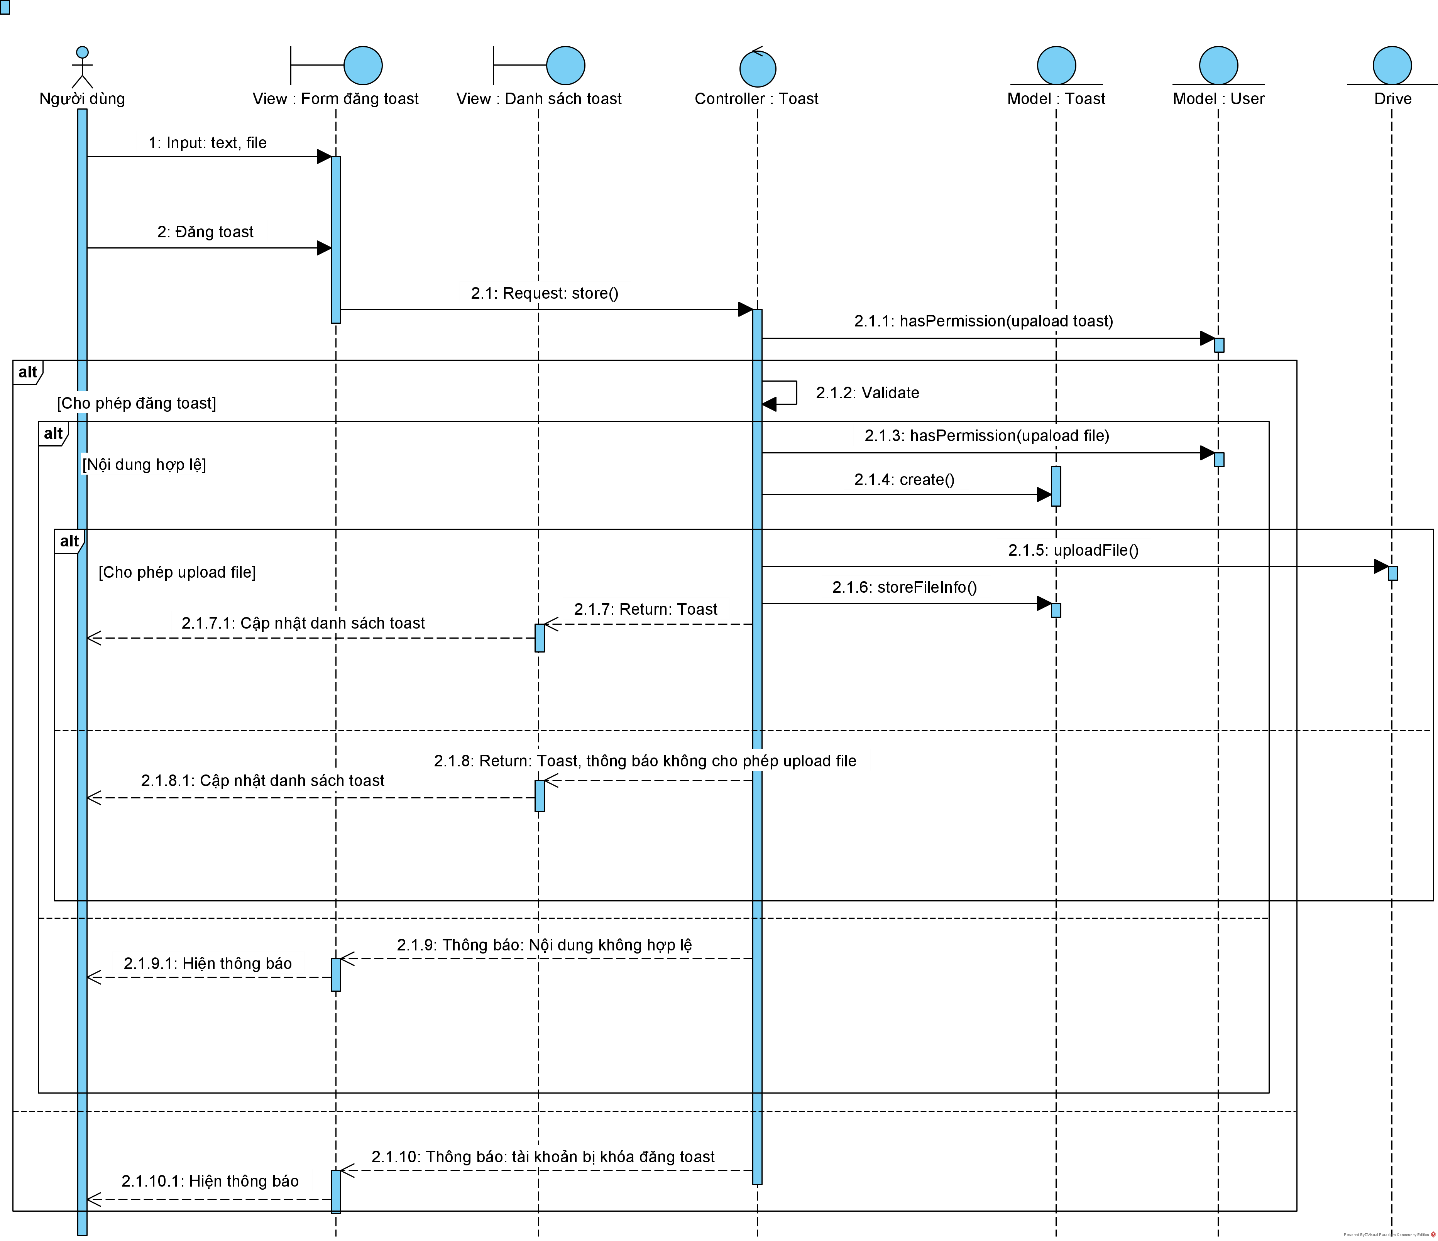 Người dùng
View : Form đăng toast
View : Danh sách toast
Controller : Toast
Model : Toast
Model : User
Drive
1: Input: text, file
2: Đăng toast
2.1: Request: store()
2.1.1: hasPermission(upaload toast)
alt
2.1.2: Validate
[Cho phép đăng toast]
alt
2.1.3: hasPermission(upaload file)
[Nội dung hợp lệ]
2.1.4: create()
alt
2.1.5: uploadFile()
[Cho phép upload file]
2.1.6: storeFileInfo()
2.1.7: Return: Toast
2.1.7.1: Cập nhật danh sách toast
2.1.8: Return: Toast, thông báo không cho phép upload file
2.1.8.1: Cập nhật danh sách toast
2.1.9: Thông báo: Nội dung không hợp lệ
2.1.9.1: Hiện thông báo
2.1.10: Thông báo: tài khoản bị khóa đăng toast
2.1.10.1: Hiện thông báo